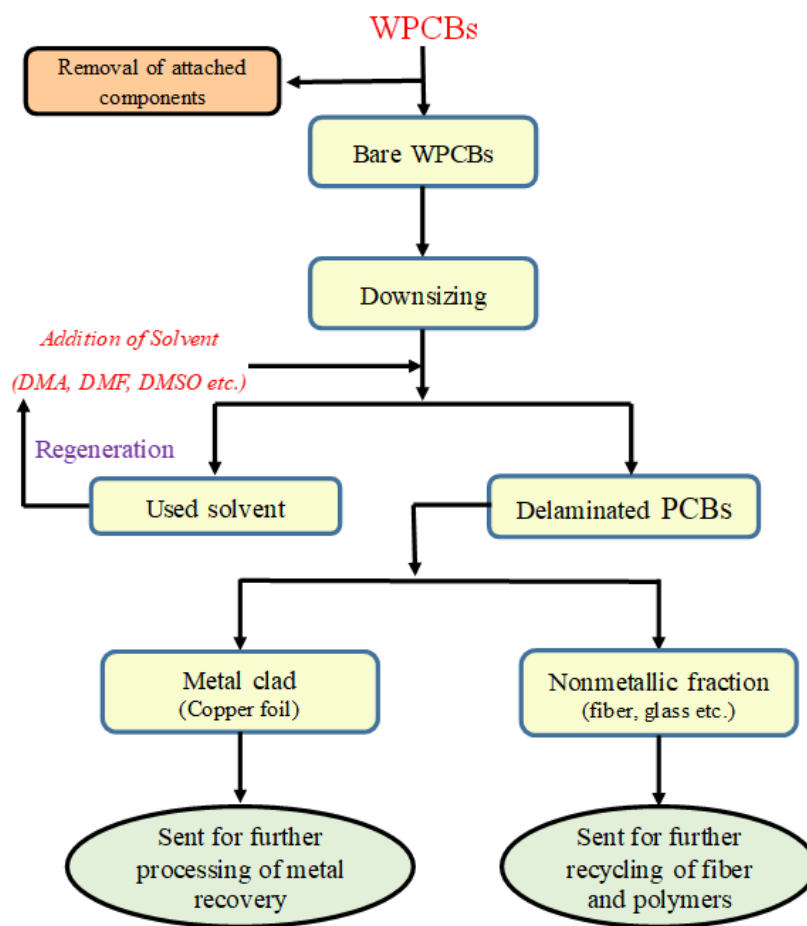 WPCBs
Removal of attached
components
Bare WPCBs
Downsizing
Addition of Solvent
(DMA, DMF, DMSO etc.)
Regeneration
Used solvent
Delaminated PCBs
Metal clad
(Copper foil)
Nonmetallic fraction
(fiber, glass etc.)
Sent for further
processing of metal
recovery
Sent for further
recycling of fiber
and polymers